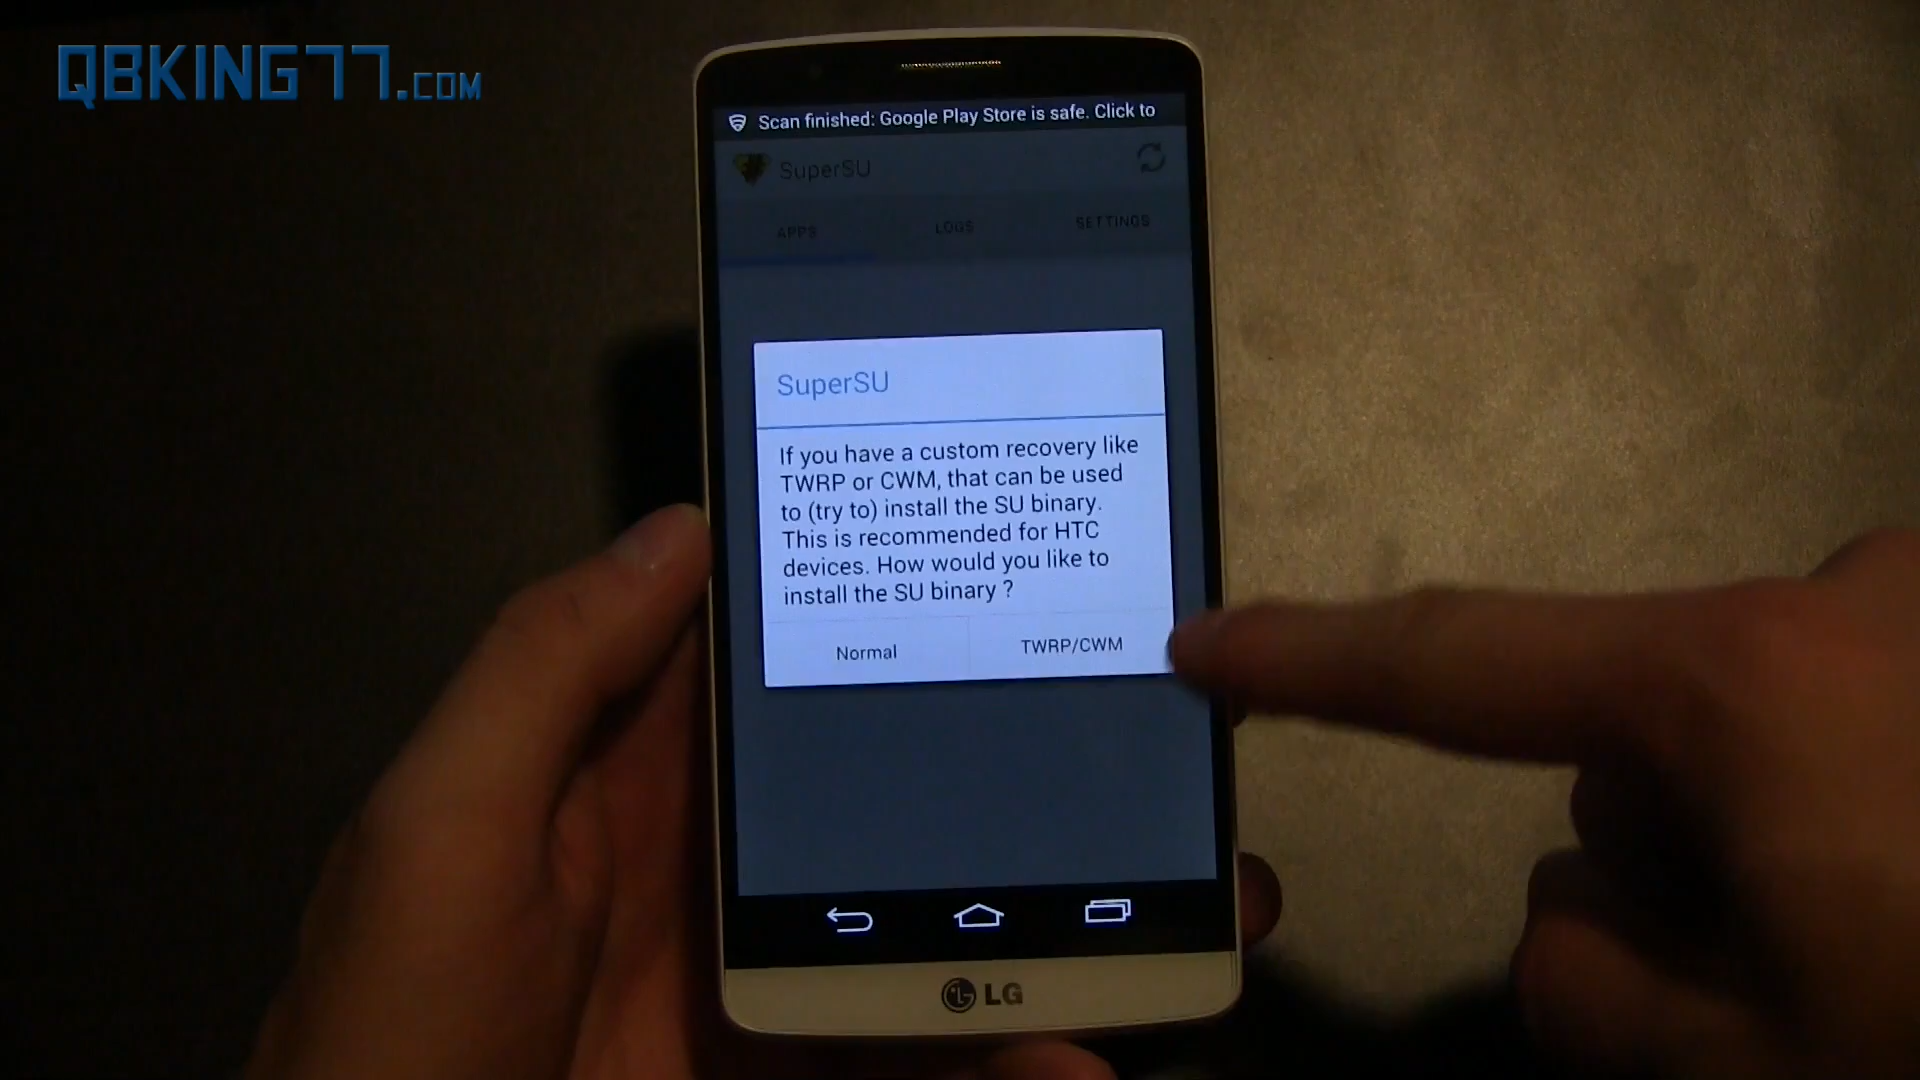 QBKING77.COM
Scan finished: Google Play Store is safe. Click to
SuperSU
APPS
LOGS
SETTINGS
SuperSU
If you have a custom recovery like
TWRP or CWM, that can be used
to (try to) install the SU binary.
This is recommended for HTC
devices. How would you like to
install the SU binary ?
Normal
TWRP/CWM
LG